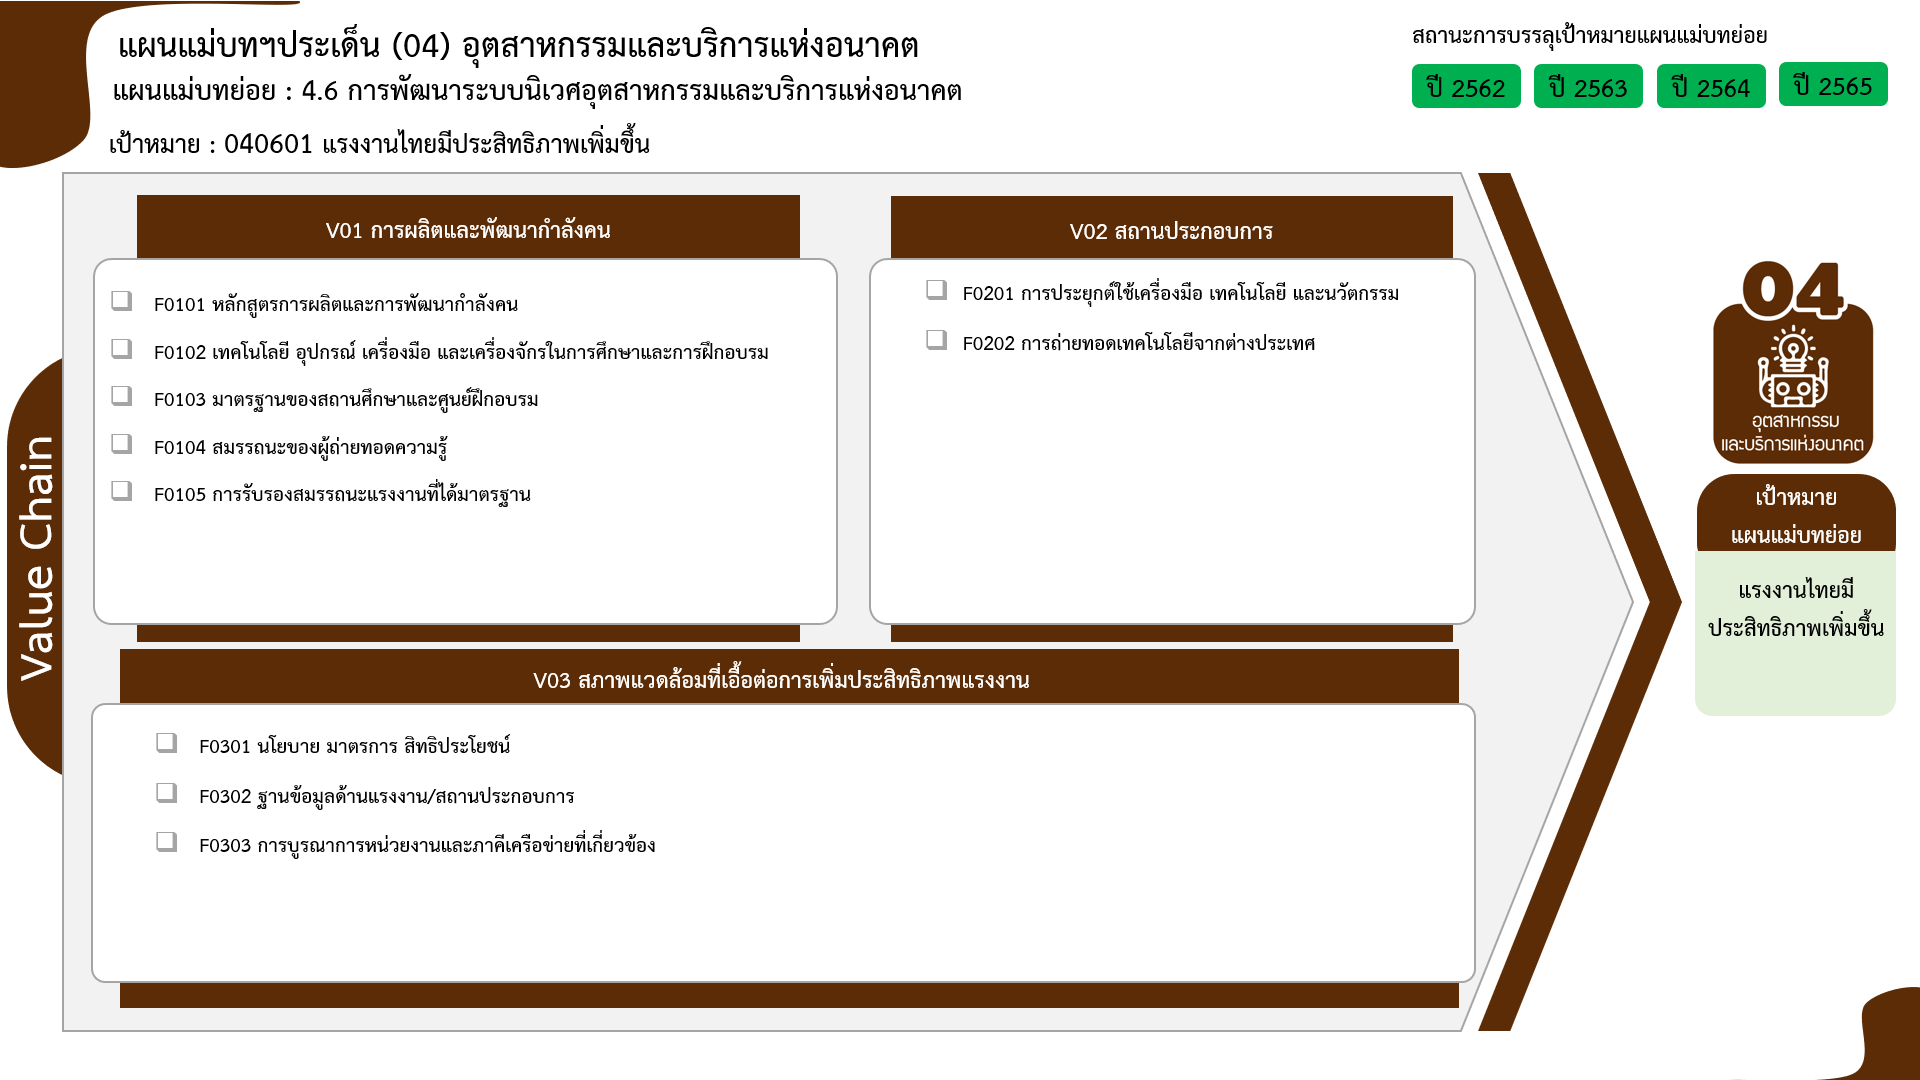 แผนแม่บทฯประเด็น (04) อุตสาหกรรมและบริการแห่งอนาคต
แผนแม่บทย่อย : 4.6 การพัฒนาระบบนิเวศอุตสาหกรรมและบริการแห่งอนาคต
เป้าหมาย : 040601 แรงงานไทยมีประสิทธิภาพเพิ่มขึ้น
สถานะการบรรลุเป้าหมายแผนแม่บทย่อย
ปี 2562 ปี 2563 ปี 2564 ปี 2565
Value Chain
V01 การผลิตและพัฒนากำลังคน
F0101 หลักสูตรการผลิตและการพัฒนากำลังคน
F0102 เทคโนโลยี อุปกรณ์ เครื่องมือ และเครื่องจักรในการศึกษาและการฝึกอบรม
F0103 มาตรฐานของสถานศึกษาและศูนย์ฝึกอบรม
F0104 สมรรถนะของผู้ถ่ายทอดความรู้
F0105 การรับรองสมรรถนะแรงงานที่ได้มาตรฐาน
V02 สถานประกอบการ
F0201 การประยุกต์ใช้เครื่องมือ เทคโนโลยี และนวัตกรรม
F0202 การถ่ายทอดเทคโนโลยีจากต่างประเทศ
V03 สภาพแวดล้อมที่เอื้อต่อการเพิ่มประสิทธิภาพแรงงาน
F0301 นโยบาย มาตรการ สิทธิประโยชน์
F0302 ฐานข้อมูลด้านแรงงาน/สถานประกอบการ
F0303 การบูรณาการหน่วยงานและภาคีเครือข่ายที่เกี่ยวข้อง
04
อุตสาหกรรม
และบริการแห่งอนาคต
เป้าหมาย
แผนแม่บทย่อย
แรงงานไทยมี
ประสิทธิภาพเพิ่มขึ้น